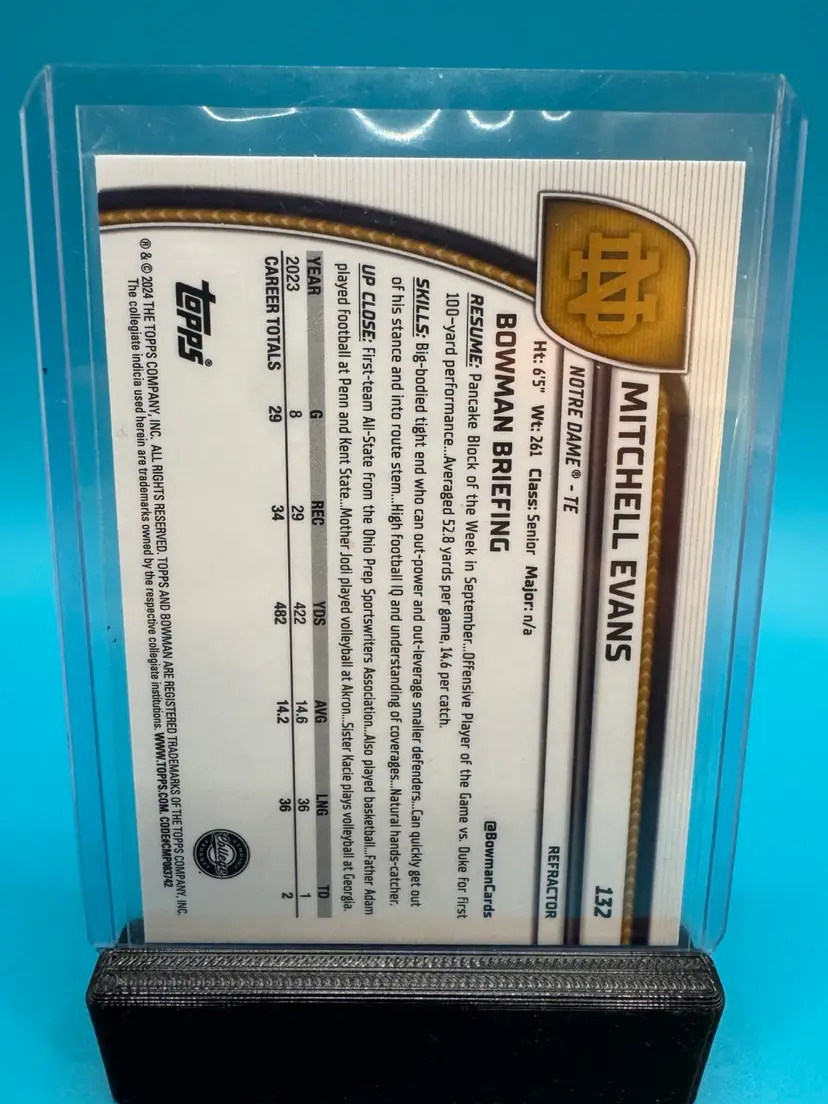 MITCHELL EVANS
132
NOTRE DAME® - TE
REFRACTOR
Ht: 6'5" Wt: 261 Class: Senior Major: n/a
BOWMAN BRIEFING
@BowmanCards
RESUME: Pancake Block of the Week in September...Offensive Player of the Game vs. Duke for first
100-yard performance...Averaged 52.8 yards per game, 14.6 per catch.
SKILLS: Big-bodied tight end who can out-power and out-leverage smaller defenders...Can quickly get out
of his stance and into route stem...High football IQ and understanding of coverages...Natural hands-catcher.
UP CLOSE: First-team All-State from the Ohio Prep Sportswriters Association...Also played basketball...Father Adam
played football at Penn and Kent State...Mother Jodi played volleyball at Akron...Sister Kacie plays volleyball at Georgia.
YEAR G REC YDS AVG LNG TD
2023 8 29 422 14.6 36 1
CAREER TOTALS 29 34 482 14.2 36 2
topps®
® & © 2024 THE TOPPS COMPANY, INC. ALL RIGHTS RESERVED. TOPPS AND BOWMAN ARE REGISTERED TRADEMARKS OF THE TOPPS COMPANY, INC.
The collegiate indicia used herein are trademarks owned by the respective collegiate institutions. WWW.TOPPS.COM. CODE#CMP083742